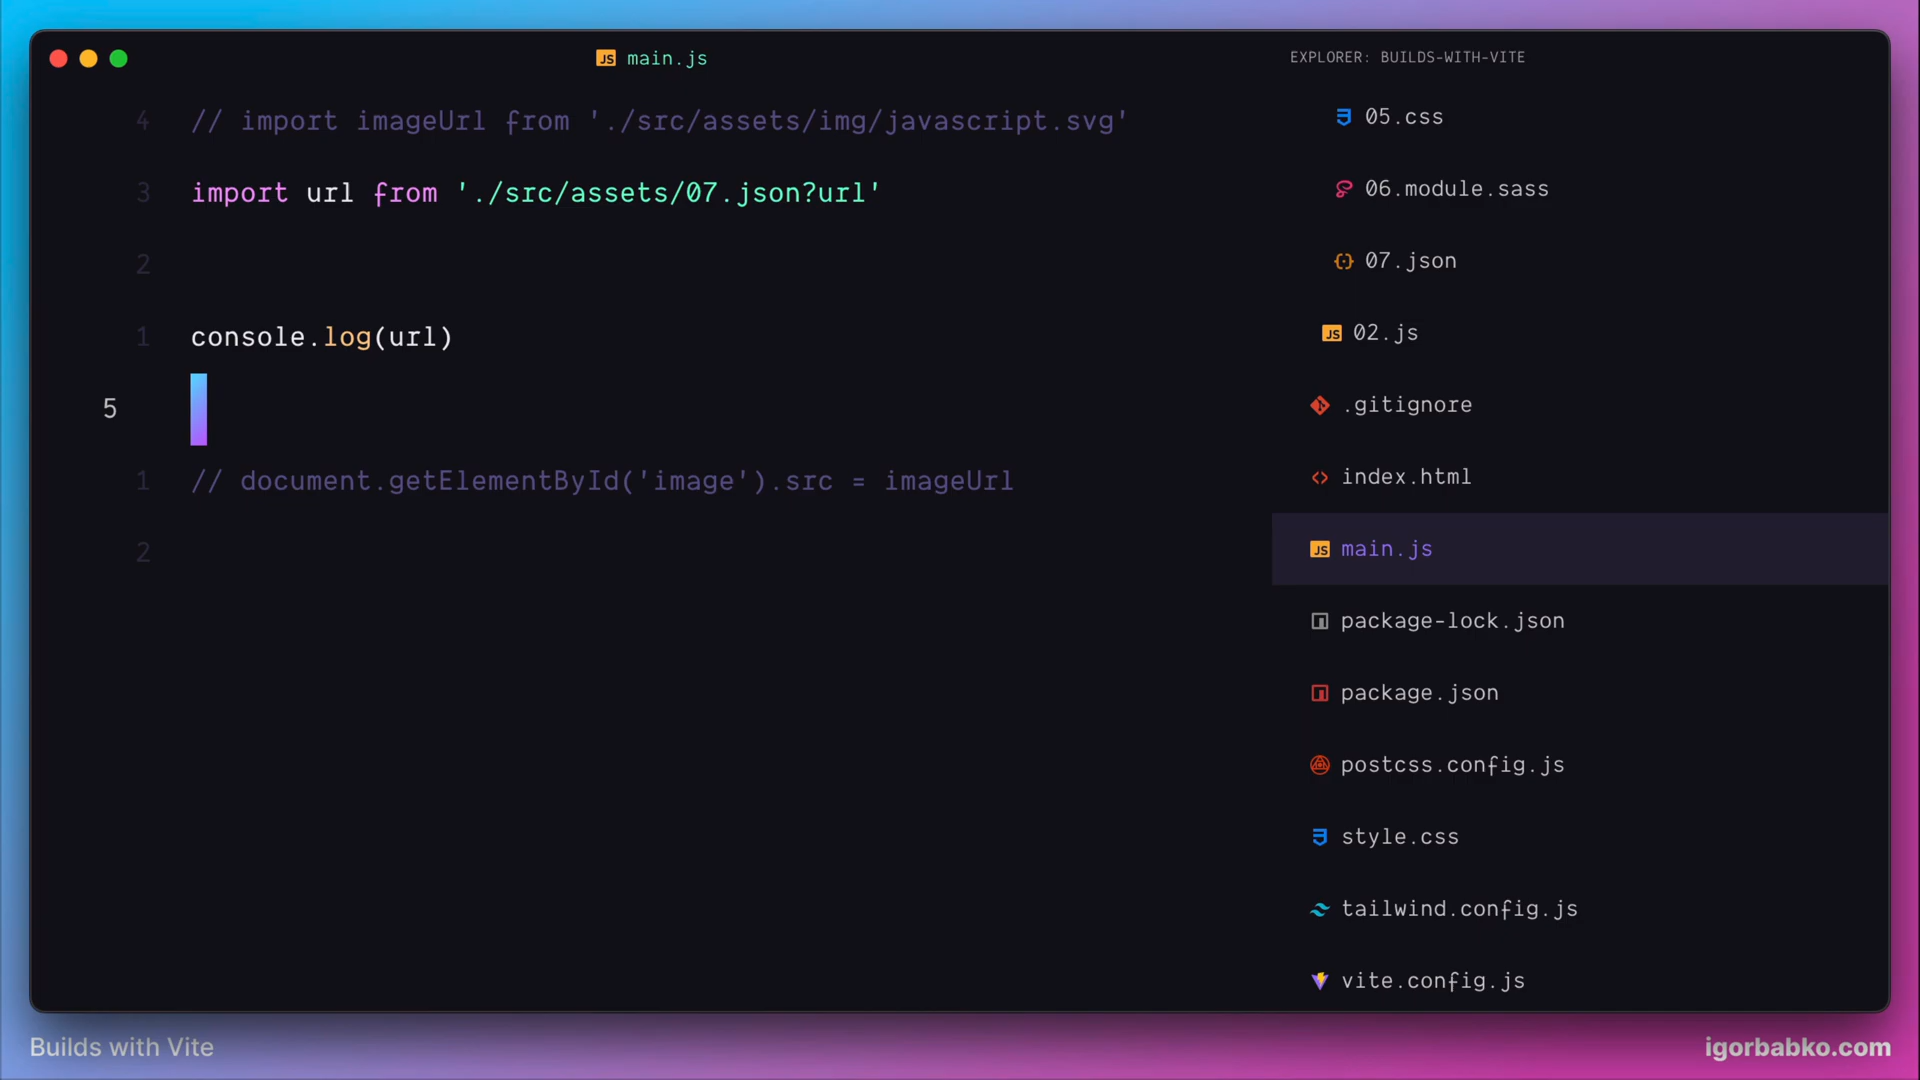 JS main.js
4 // import imageUrl from './src/assets/img/javascript.svg'
3 import url from './src/assets/07.json?url'
2
1 console.log(url)
5
1 // document.getElementById('image').src = imageUrl
2
EXPLORER: BUILDS-WITH-VITE
05.css
06.module.sass
07.json
JS 02.js
.gitignore
index.html
JS main.js
package-lock.json
package.json
postcss.config.js
style.css
tailwind.config.js
vite.config.js
Builds with Vite
igorbabko.com